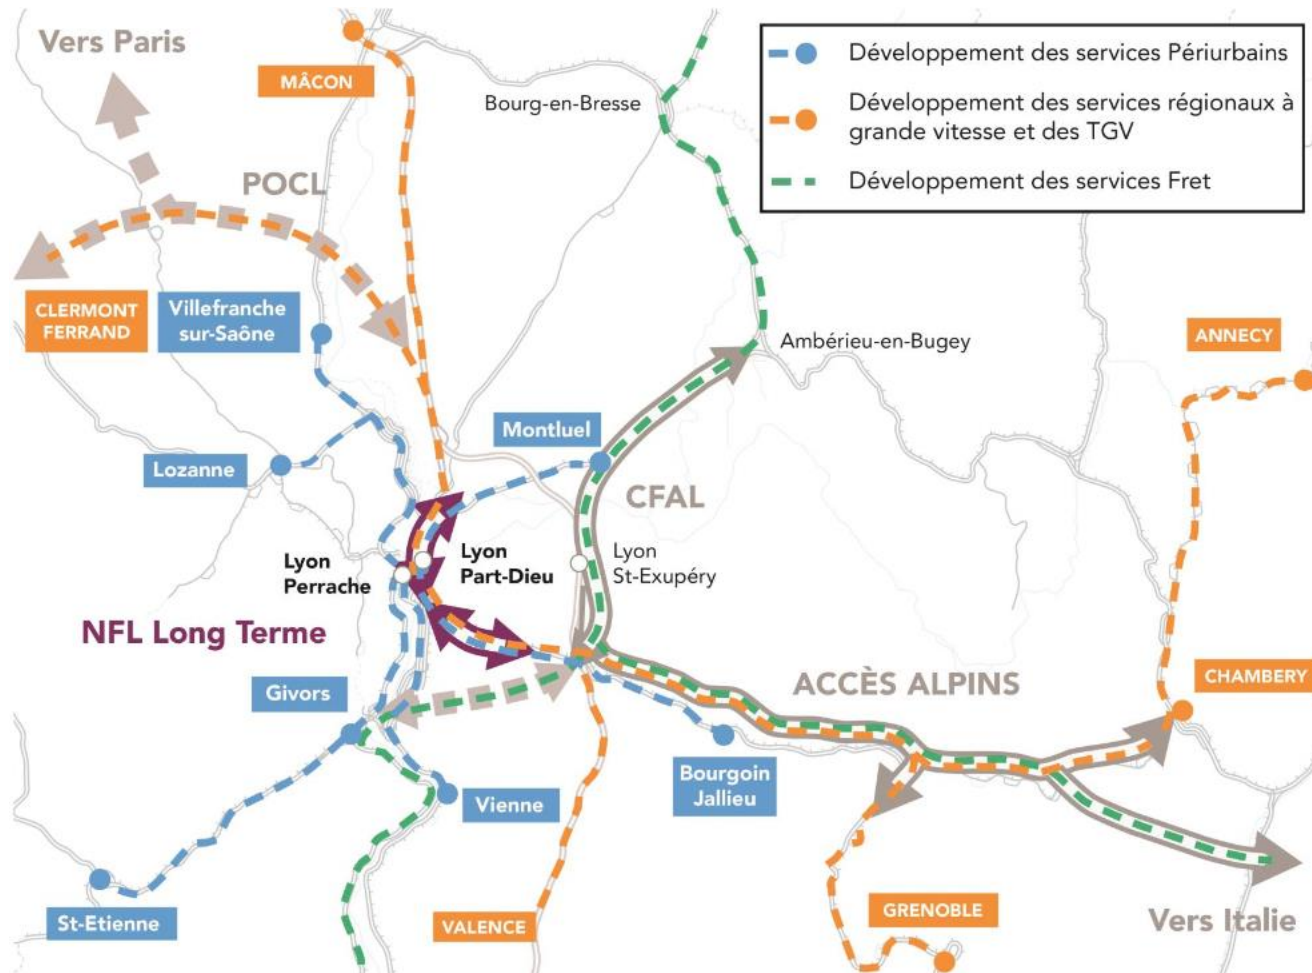 Vers Paris
Développement des services Périurbains
Développement des services régionaux à
grande vitesse et des TGV
Développement des services Fret
MÂCON
Bourg-en-Bresse
POCL
CLERMONT
FERRAND
Villefranche
sur-Saône
Ambérieu-en-Bugey
ANNECY
Montluel
Lozanne
CFAL
Lyon
Perrache
Lyon
Part-Dieu
Lyon
St-Exupéry
NFL Long Terme
Givors
ACCÈS ALPINS
CHAMBERY
Bourgoin
Jallieu
Vienne
St-Etienne
VALENCE
GRENOBLE
Vers Italie